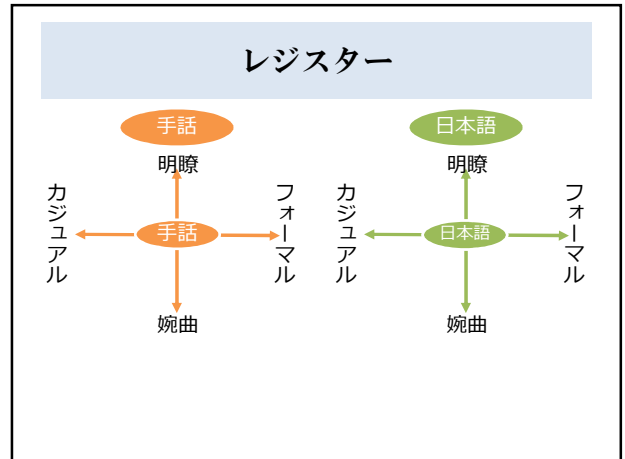 レジスター
手話
明瞭
カジュアル
手話
フォーマル
婉曲
日本語
明瞭
カジュアル
日本語
フォーマル
婉曲